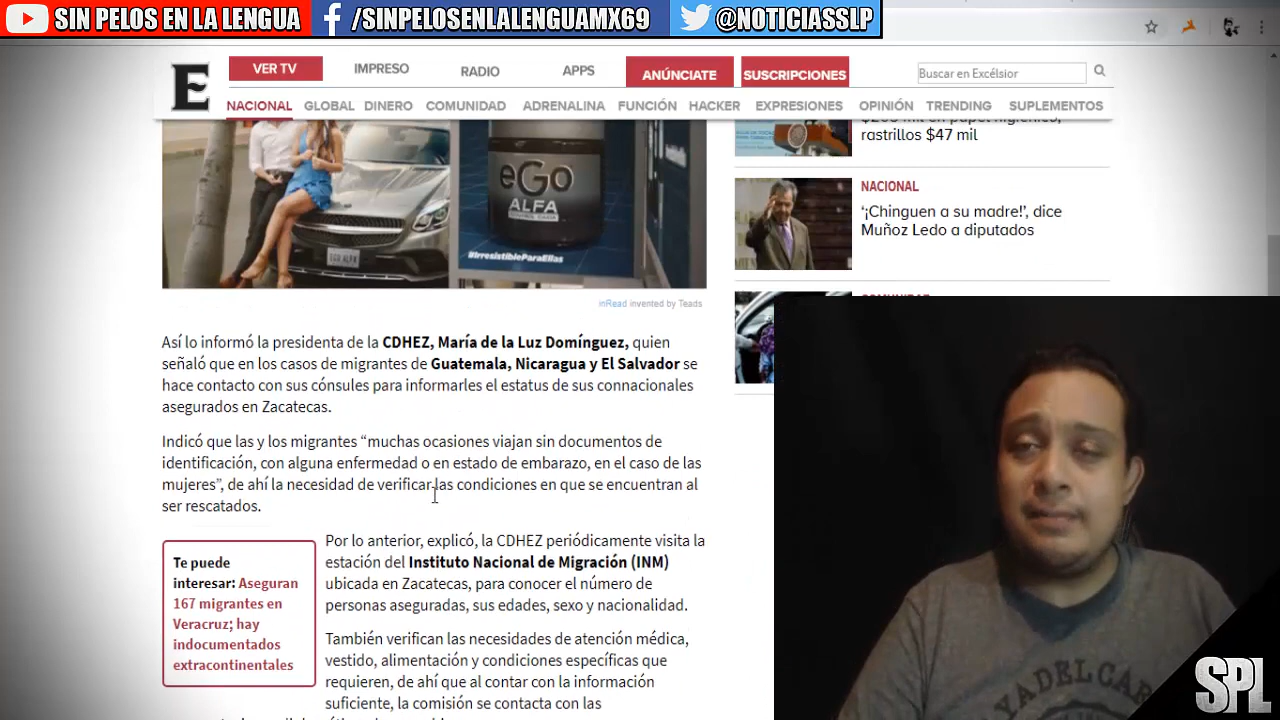 SIN PELOS EN LA LENGUA
/SINPELOSENLALENGUAMX69
@NOTICIASSLP
E
VER TV
IMPRESO
RADIO
APPS
ANÚNCIATE
SUSCRIPCIONES
Buscar en Excélsior
NACIONAL
GLOBAL
DINERO
COMUNIDAD
ADRENALINA
FUNCIÓN
HACKER
EXPRESIONES
OPINIÓN
TRENDING
SUPLEMENTOS
eGo
ALFA
#IrresistibleParaEllas
inRead invented by Teads
Así lo informó la presidenta de la CDHEZ, María de la Luz Domínguez, quien
señaló que en los casos de migrantes de Guatemala, Nicaragua y El Salvador se
hace contacto con sus cónsules para informarles el estatus de sus connacionales
asegurados en Zacatecas.
Indicó que las y los migrantes “muchas ocasiones viajan sin documentos de
identificación, con alguna enfermedad o en estado de embarazo, en el caso de las
mujeres”, de ahí la necesidad de verificar las condiciones en que se encuentran al
ser rescatados.
Te puede
interesar: Aseguran
167 migrantes en
Veracruz; hay
indocumentados
extracontinentales
Por lo anterior, explicó, la CDHEZ periódicamente visita la
estación del Instituto Nacional de Migración (INM)
ubicada en Zacatecas, para conocer el número de
personas aseguradas, sus edades, sexo y nacionalidad.
También verifican las necesidades de atención médica,
vestido, alimentación y condiciones específicas que
requieren, de ahí que al contar con la información
suficiente, la comisión se contacta con las
en papel higiénico,
rastrillos $47 mil
NACIONAL
‘¡Chinguen a su madre!’, dice
Muñoz Ledo a diputados
SPL